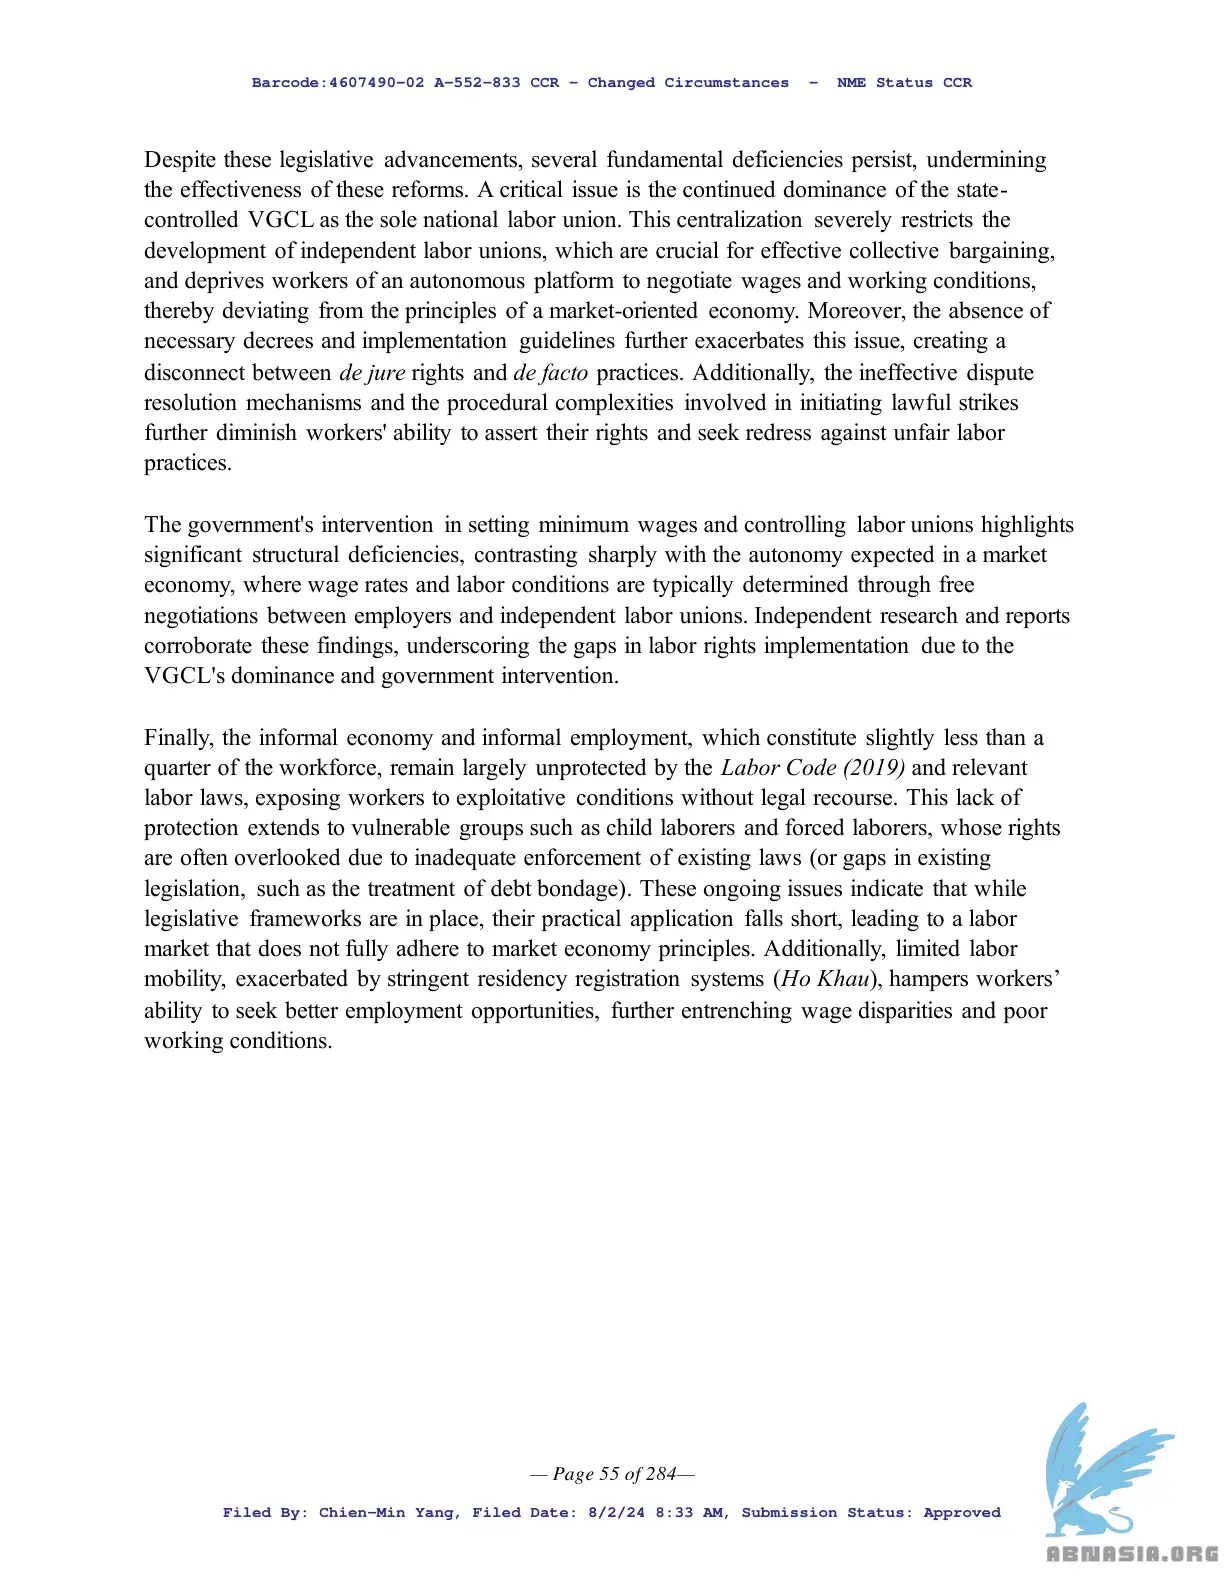 Barcode:4607490-02 A-552-833 CCR - Changed Circumstances - NME Status CCR
Despite these legislative advancements, several fundamental deficiencies persist, undermining
the effectiveness of these reforms. A critical issue is the continued dominance of the state-
controlled VGCL as the sole national labor union. This centralization severely restricts the
development of independent labor unions, which are crucial for effective collective bargaining,
and deprives workers of an autonomous platform to negotiate wages and working conditions,
thereby deviating from the principles of a market-oriented economy. Moreover, the absence of
necessary decrees and implementation guidelines further exacerbates this issue, creating a
disconnect between de jure rights and de facto practices. Additionally, the ineffective dispute
resolution mechanisms and the procedural complexities involved in initiating lawful strikes
further diminish workers' ability to assert their rights and seek redress against unfair labor
practices.
The government's intervention in setting minimum wages and controlling labor unions highlights
significant structural deficiencies, contrasting sharply with the autonomy expected in a market
economy, where wage rates and labor conditions are typically determined through free
negotiations between employers and independent labor unions. Independent research and reports
corroborate these findings, underscoring the gaps in labor rights implementation due to the
VGCL's dominance and government intervention.
Finally, the informal economy and informal employment, which constitute slightly less than a
quarter of the workforce, remain largely unprotected by the Labor Code (2019) and relevant
labor laws, exposing workers to exploitative conditions without legal recourse. This lack of
protection extends to vulnerable groups such as child laborers and forced laborers, whose rights
are often overlooked due to inadequate enforcement of existing laws (or gaps in existing
legislation, such as the treatment of debt bondage). These ongoing issues indicate that while
legislative frameworks are in place, their practical application falls short, leading to a labor
market that does not fully adhere to market economy principles. Additionally, limited labor
mobility, exacerbated by stringent residency registration systems (Ho Khau), hampers workers’
ability to seek better employment opportunities, further entrenching wage disparities and poor
working conditions.
— Page 55 of 284—
Filed By: Chien-Min Yang, Filed Date: 8/2/24 8:33 AM, Submission Status: Approved
ABNASIA.ORG